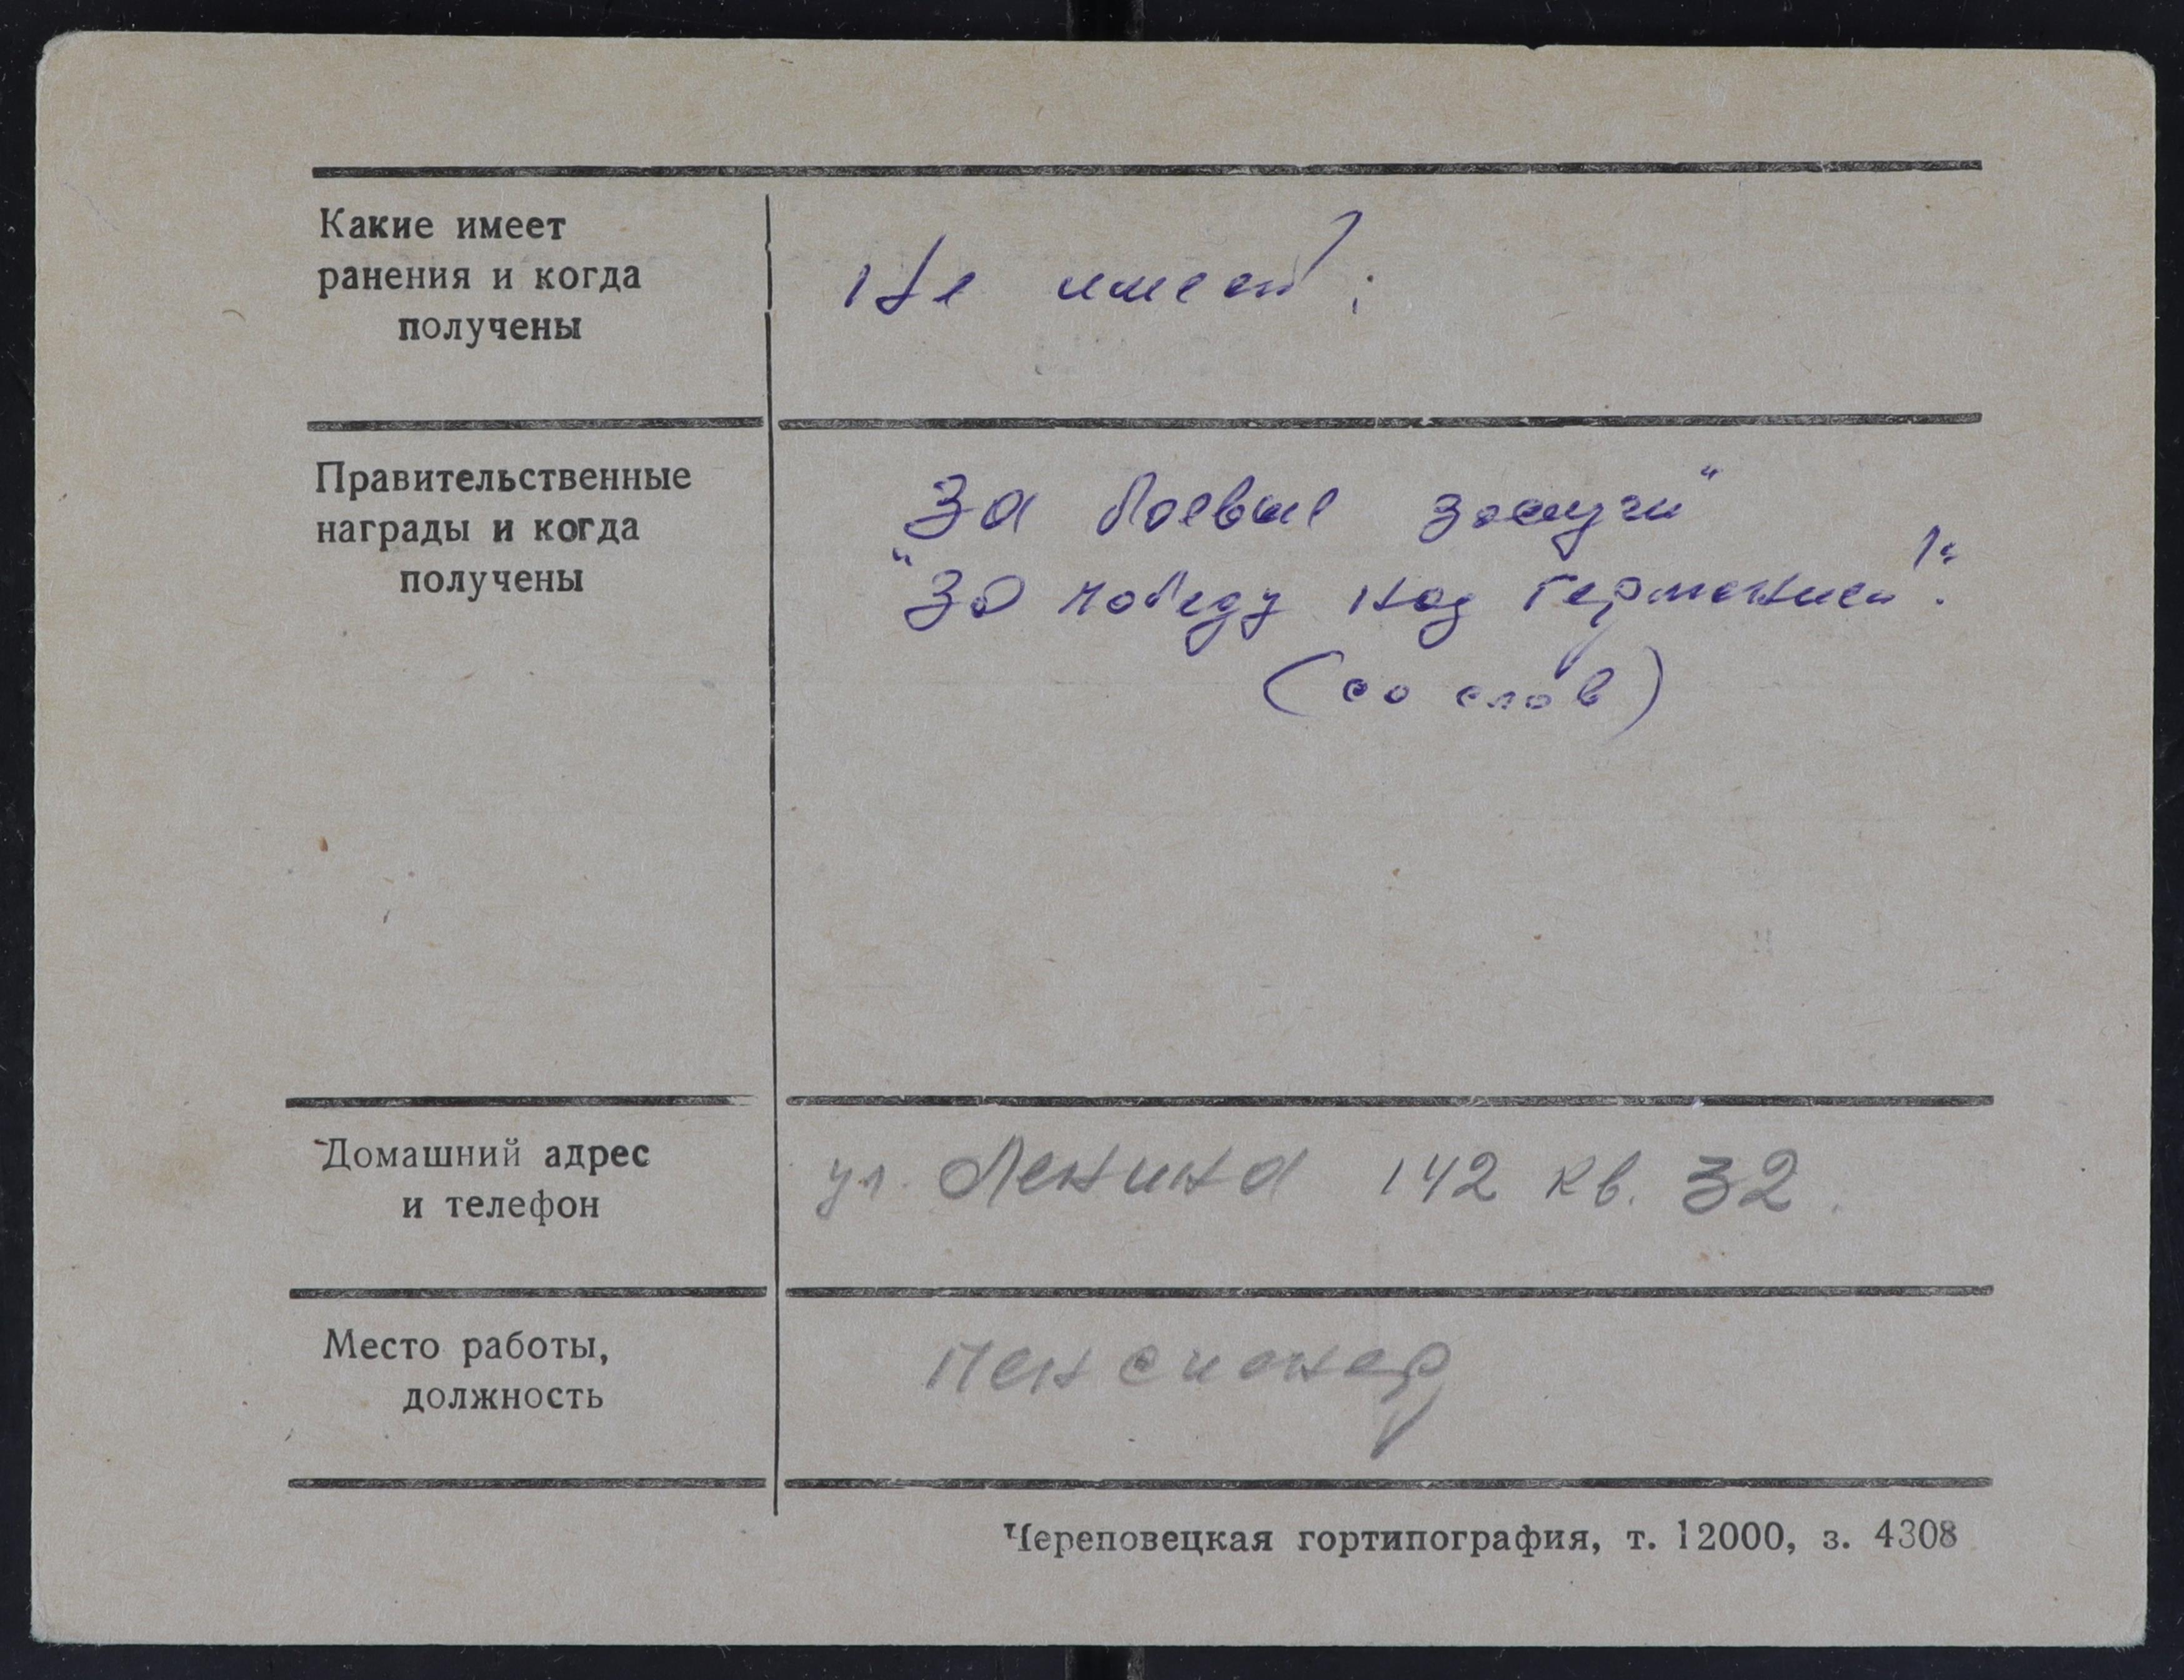 Какие имеет
ранения и когда
получены
Не имеет.
Правительственные
награды и когда
получены
За боевые заслуги"
"За победу над Германией".
(со слов)
Домашний адрес
и телефон
ул. Ленина 142 кв. 32.
Место работы,
должность
пенсионер
Череповецкая гортипография, т. 12000, з. 4308